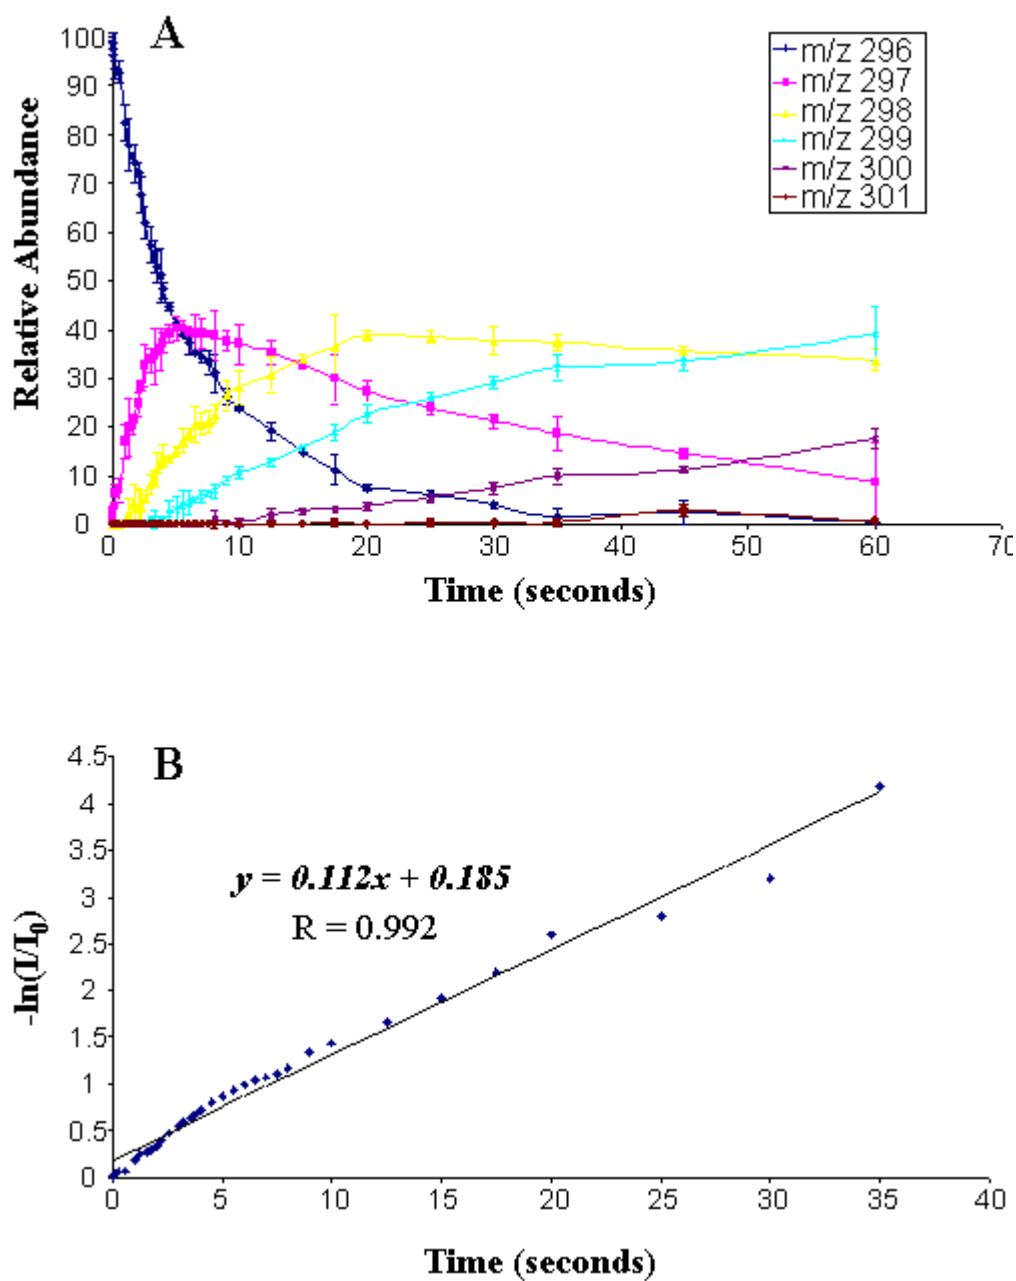 A
100
90
80
70
60
50
40
30
20
10
0
Relative Abundance
m/z 296
m/z 297
m/z 298
m/z 299
m/z 300
m/z 301
0 10 20 30 40 50 60 70
Time (seconds)
B
4.5
4
3.5
3
2.5
2
1.5
1
0.5
0
-ln(I/I₀)
y = 0.112x + 0.185
R = 0.992
0 5 10 15 20 25 30 35 40
Time (seconds)